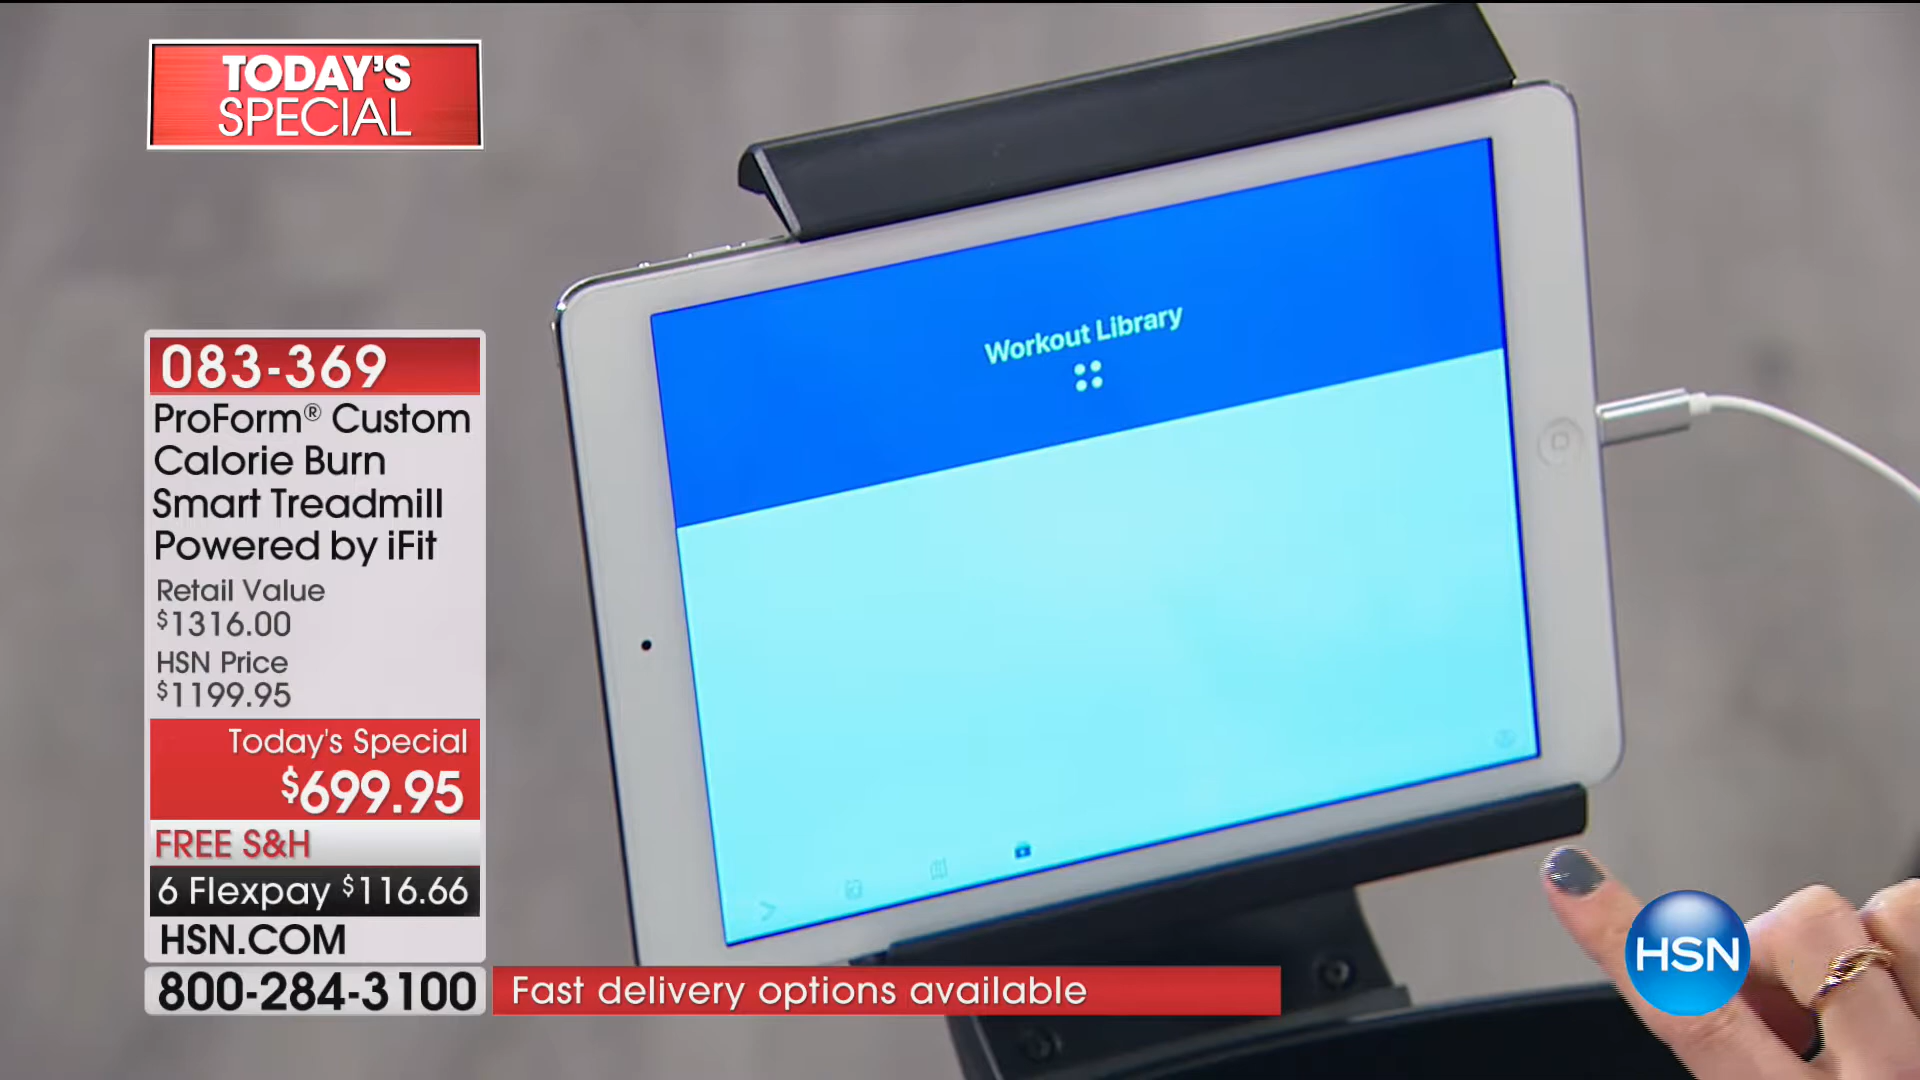 TODAY'S
SPECIAL
083-369
ProForm® Custom
Calorie Burn
Smart Treadmill
Powered by iFit
Retail Value
$1316.00
HSN Price
$1199.95
Today's Special
$699.95
FREE S&H
6 Flexpay $116.66
HSN.COM
800-284-3100
Fast delivery options available
Workout Library
HSN